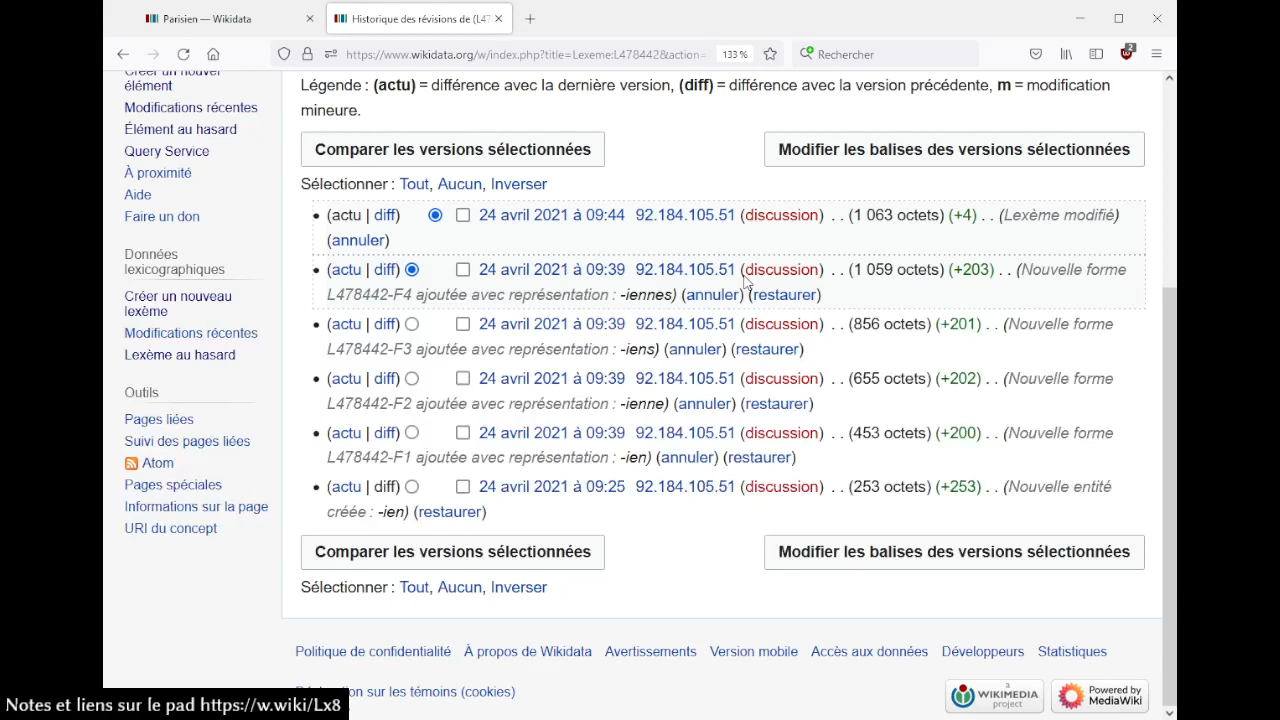 Parisien — Wikidata
Historique des révisions de (L47
https://www.wikidata.org/w/index.php?title=Lexeme:L478442&action=
133 %
Rechercher
2
Créer un nouvel
élément
Modifications récentes
Élément au hasard
Query Service
À proximité
Aide
Faire un don
Données
lexicographiques
Créer un nouveau
lexème
Modifications récentes
Lexème au hasard
Outils
Pages liées
Suivi des pages liées
Atom
Pages spéciales
Informations sur la page
URI du concept
Légende : (actu) = différence avec la dernière version, (diff) = différence avec la version précédente, m = modification
mineure.
Comparer les versions sélectionnées
Modifier les balises des versions sélectionnées
Sélectionner : Tout, Aucun, Inverser
(actu | diff) 24 avril 2021 à 09:44 92.184.105.51 (discussion) . . (1 063 octets) (+4) . . (Lexème modifié)
(annuler)
(actu | diff) 24 avril 2021 à 09:39 92.184.105.51 (discussion) . . (1 059 octets) (+203) . . (Nouvelle forme
L478442-F4 ajoutée avec représentation : -iennes) (annuler) (restaurer)
(actu | diff) 24 avril 2021 à 09:39 92.184.105.51 (discussion) . . (856 octets) (+201) . . (Nouvelle forme
L478442-F3 ajoutée avec représentation : -iens) (annuler) (restaurer)
(actu | diff) 24 avril 2021 à 09:39 92.184.105.51 (discussion) . . (655 octets) (+202) . . (Nouvelle forme
L478442-F2 ajoutée avec représentation : -ienne) (annuler) (restaurer)
(actu | diff) 24 avril 2021 à 09:39 92.184.105.51 (discussion) . . (453 octets) (+200) . . (Nouvelle forme
L478442-F1 ajoutée avec représentation : -ien) (annuler) (restaurer)
(actu | diff) 24 avril 2021 à 09:25 92.184.105.51 (discussion) . . (253 octets) (+253) . . (Nouvelle entité
créée : -ien) (restaurer)
Comparer les versions sélectionnées
Modifier les balises des versions sélectionnées
Sélectionner : Tout, Aucun, Inverser
Politique de confidentialité À propos de Wikidata Avertissements Version mobile Accès aux données Développeurs Statistiques
sur les témoins (cookies)
A
WIKIMEDIA
project
Powered by
MediaWiki
Notes et liens sur le pad https://w.wiki/Lx8